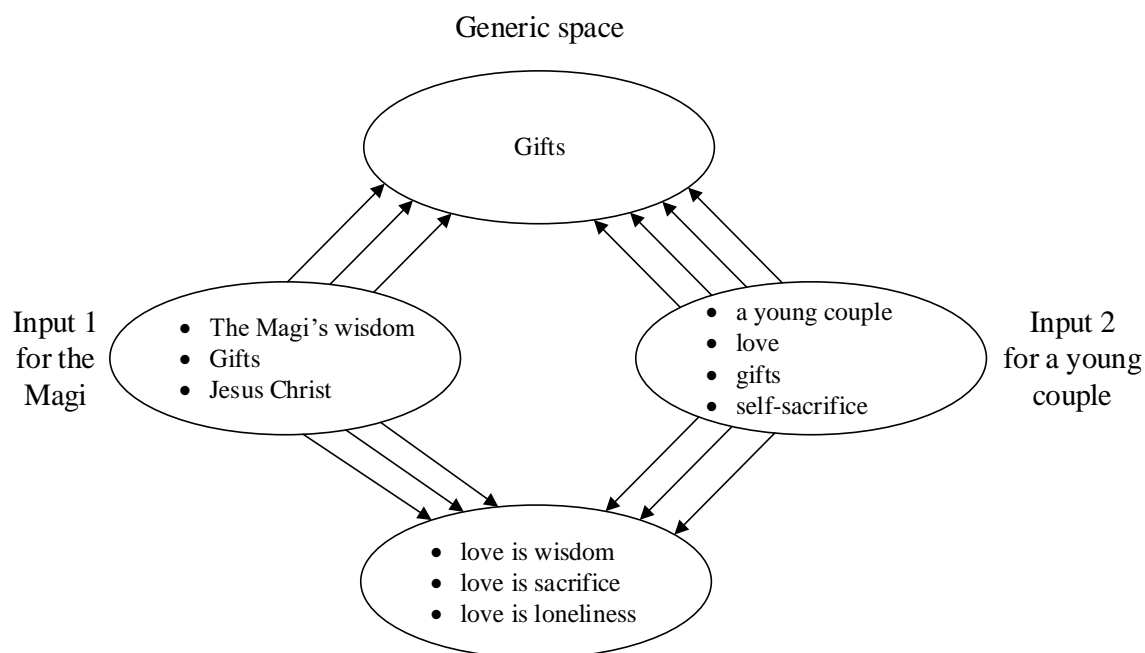 Generic space
Gifts
Input 1
for the
Magi
• The Magi’s wisdom
• Gifts
• Jesus Christ
• a young couple
• love
• gifts
• self-sacrifice
Input 2
for a young
couple
• love is wisdom
• love is sacrifice
• love is loneliness